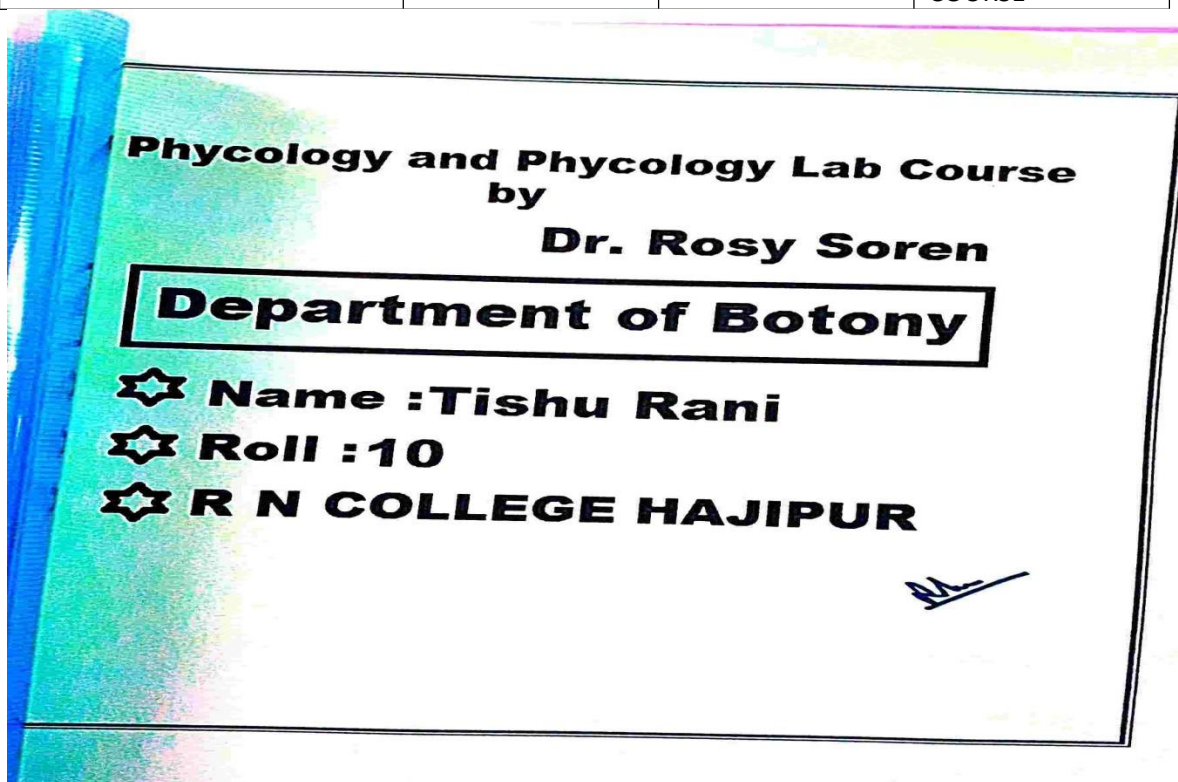 COURSE
Phycology and Phycology Lab Course
by
Dr. Rosy Soren
Department of Botony
Name :Tishu Rani
Roll :10
R N COLLEGE HAJIPUR